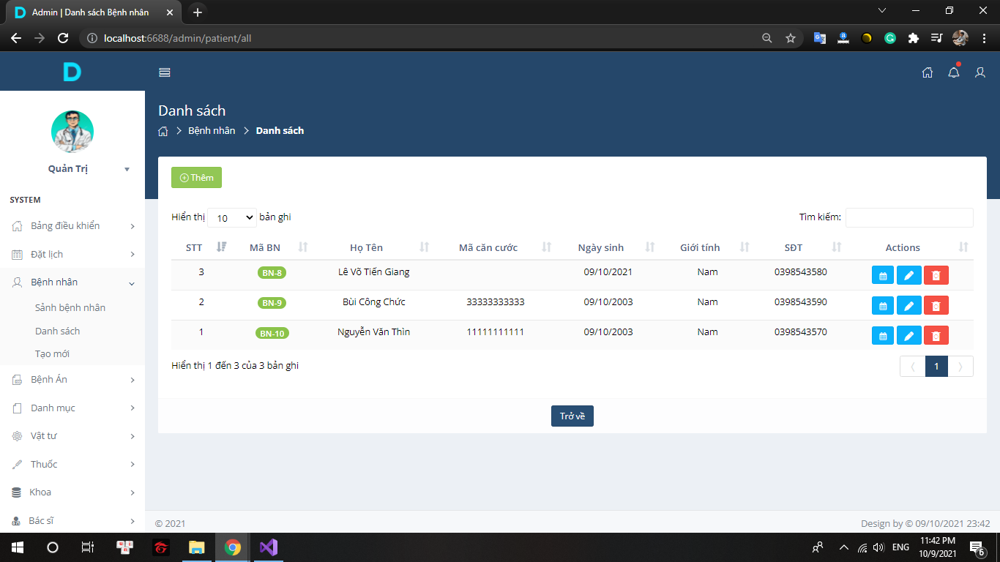 Admin | Danh sách Bệnh nhân
localhost:6688/admin/patient/all
D
Danh sách
Bệnh nhân > Danh sách
Quản Trị
SYSTEM
Bảng điều khiển
Đặt lịch
Bệnh nhân
Sảnh bệnh nhân
Danh sách
Tạo mới
Bệnh Án
Danh mục
Vật tư
Thuốc
Khoa
Bác sĩ
Thêm
Hiển thị 10 bản ghi
Tìm kiếm:
STT Mã BN Họ Tên Mã căn cước Ngày sinh Giới tính SĐT Actions
3 BN-8 Lê Võ Tiến Giang 09/10/2021 Nam 0398543580
2 BN-9 Bùi Công Chức 33333333333 09/10/2003 Nam 0398543590
1 BN-10 Nguyễn Văn Thìn 11111111111 09/10/2003 Nam 0398543570
Hiển thị 1 đến 3 của 3 bản ghi
1
Trở về
© 2021
Design by © 09/10/2021 23:42
ENG
11:42 PM
10/9/2021
6